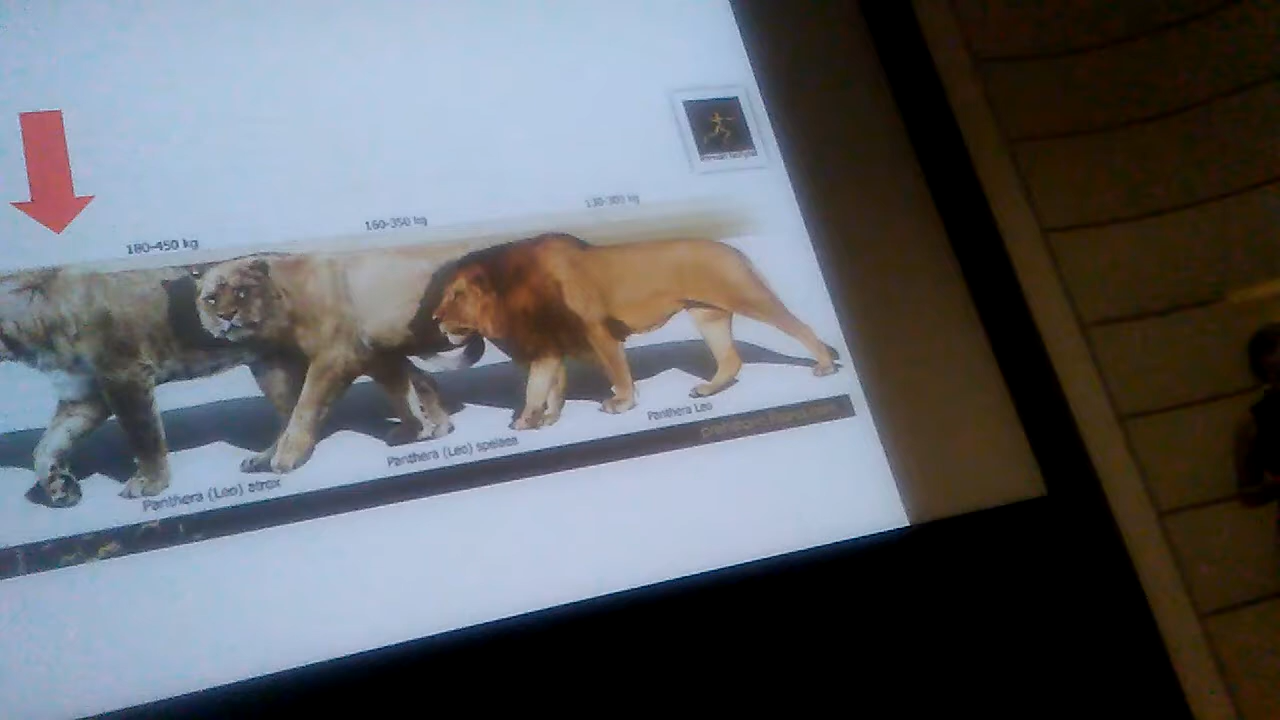 180-450 kg
160-350 kg
130-300 kg
Panthera (Leo) atrox
Panthera (Leo) spelaea
Panthera Leo